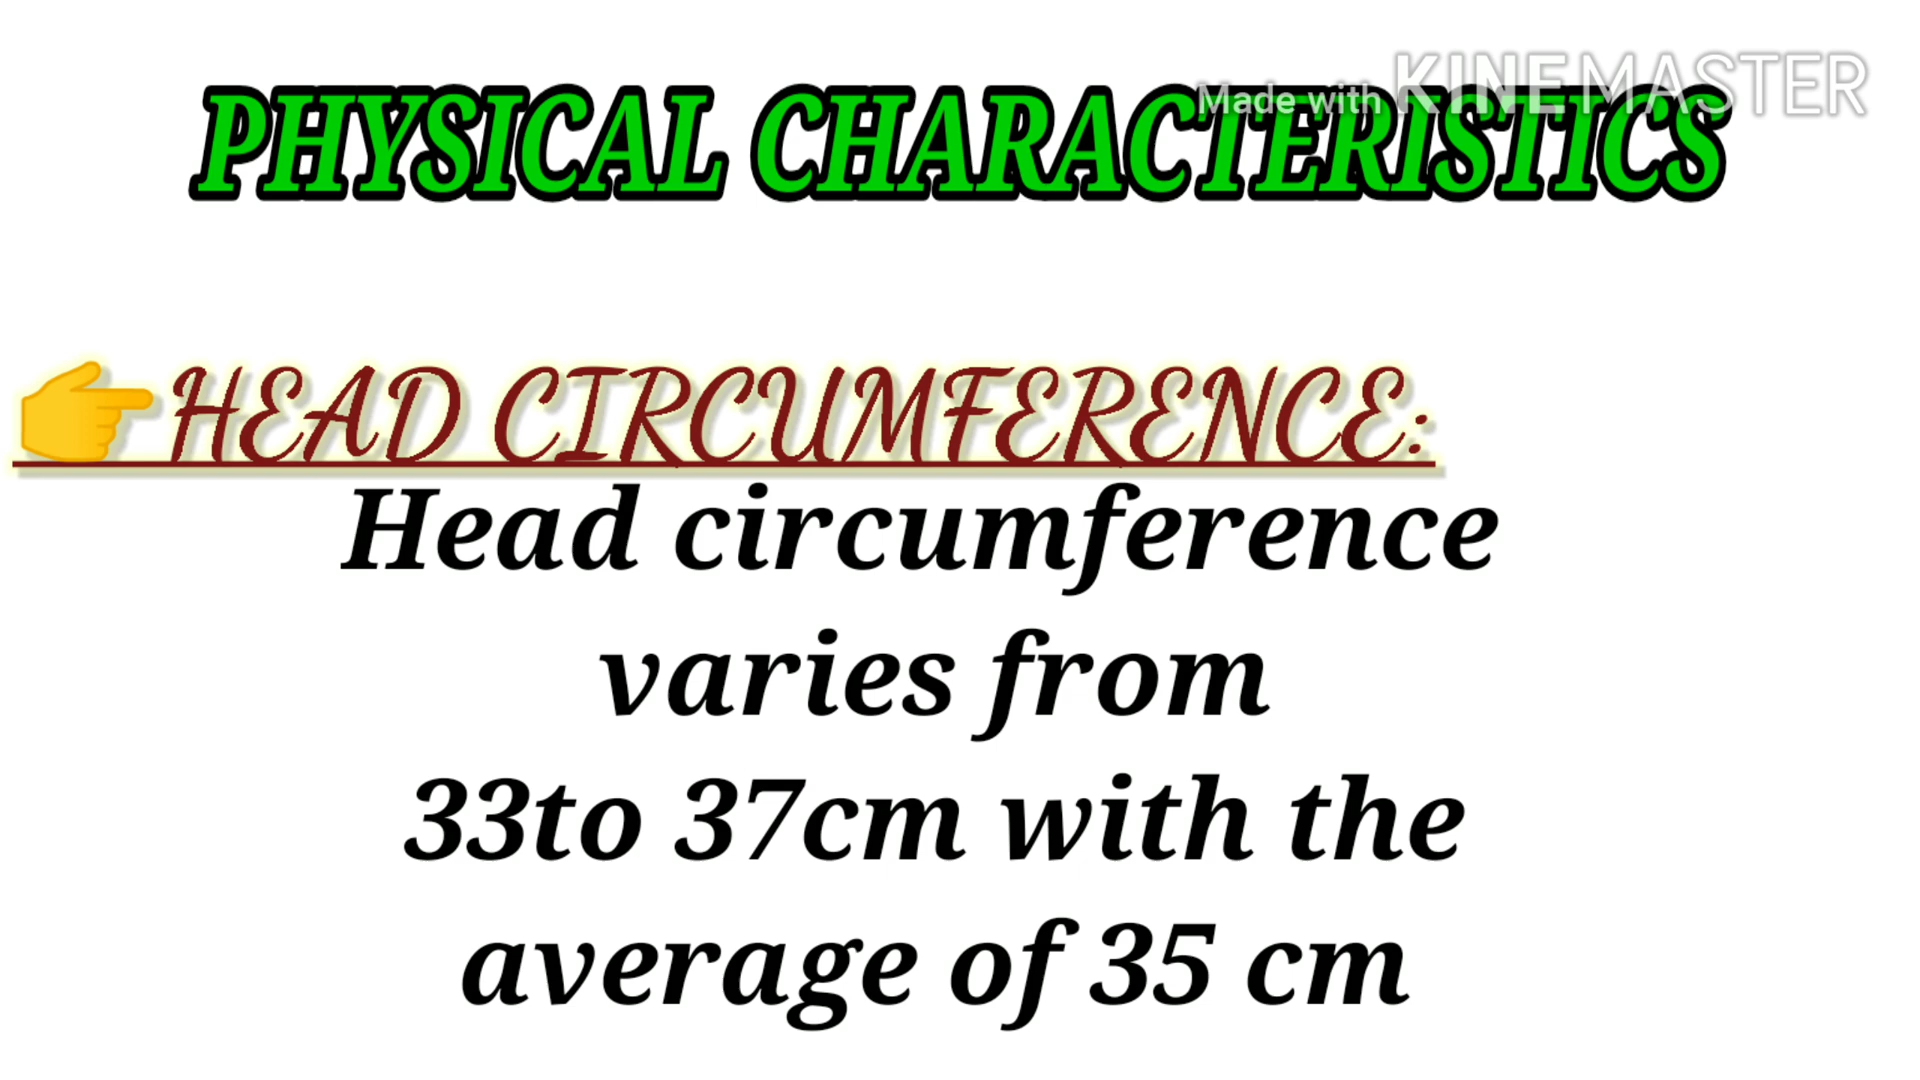 Made with KINEMASTER
PHYSICAL CHARACTERISTICS
👉HEAD CIRCUMFERENCE:
Head circumference
varies from
33to 37cm with the
average of 35 cm